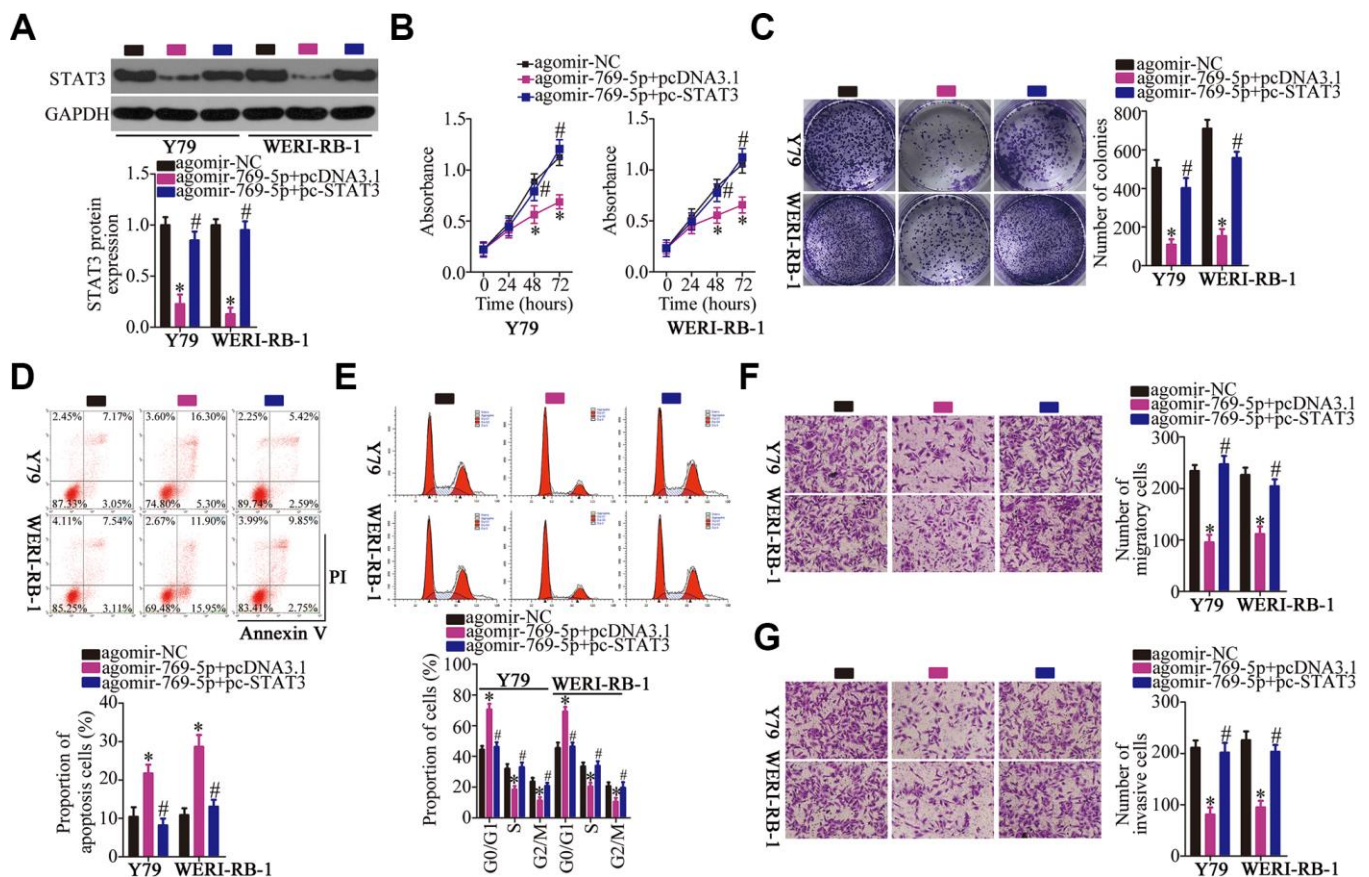 A
STAT3
GAPDH
Y79 WERI-RB-1
agomir-NC
agomir-769-5p+pcDNA3.1
agomir-769-5p+pc-STAT3
STAT3 protein
expression
1.5
1.0
0.5
0.0
* # * #
Y79 WERI-RB-1
B
agomir-NC
agomir-769-5p+pcDNA3.1
agomir-769-5p+pc-STAT3
Absorbance
1.5
1.0
0.5
0.0
# # * *
0 24 48 72
Time (hours)
Y79
Absorbance
1.5
1.0
0.5
0.0
# # * *
0 24 48 72
Time (hours)
WERI-RB-1
C
Y79
WERI-RB-1
agomir-NC
agomir-769-5p+pcDNA3.1
agomir-769-5p+pc-STAT3
Number of colonies
800
600
400
200
0
* # * #
Y79 WERI-RB-1
D
Y79
2.45% 7.17% 3.60% 16.30% 2.25% 5.42%
87.33% 3.05% 74.80% 5.30% 89.74% 2.59%
WERI-RB-1
4.11% 7.54% 2.67% 11.90% 3.99% 9.85%
85.25% 3.11% 69.48% 15.95% 83.41% 2.75%
PI
Annexin V
agomir-NC
agomir-769-5p+pcDNA3.1
agomir-769-5p+pc-STAT3
Proportion of
apoptosis cells (%)
40
30
20
10
0
* # * #
Y79 WERI-RB-1
E
Y79
WERI-RB-1
agomir-NC
agomir-769-5p+pcDNA3.1
agomir-769-5p+pc-STAT3
Proportion of cells (%)
100
80
60
40
20
0
Y79 WERI-RB-1
* # * # * # * # * # * #
G0/G1 S G2/M G0/G1 S G2/M
F
Y79
WERI-RB-1
agomir-NC
agomir-769-5p+pcDNA3.1
agomir-769-5p+pc-STAT3
Number of
migratory cells
300
200
100
0
* # * #
Y79 WERI-RB-1
G
Y79
WERI-RB-1
agomir-NC
agomir-769-5p+pcDNA3.1
agomir-769-5p+pc-STAT3
Number of
invasive cells
300
200
100
0
* # * #
Y79 WERI-RB-1